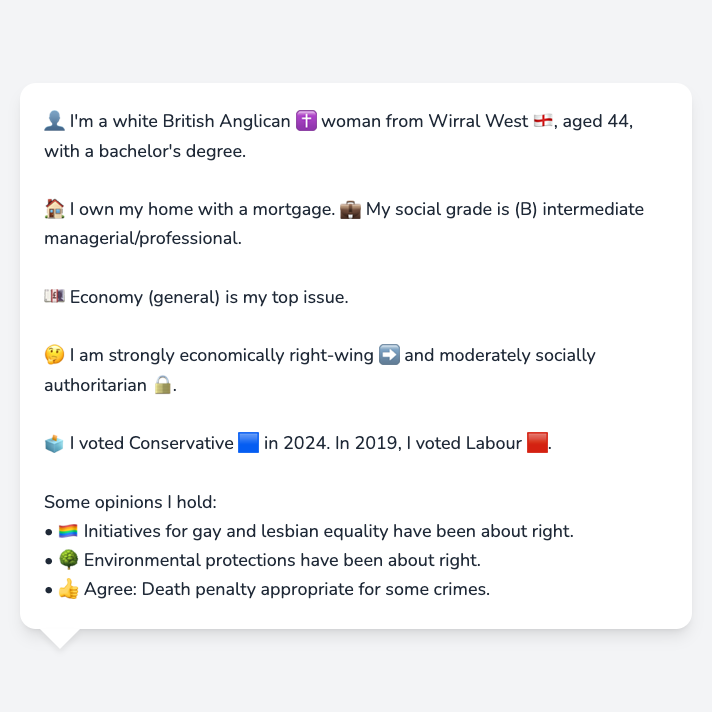 👤 I'm a white British Anglican ✝️ woman from Wirral West 🏴󠁧󠁢󠁥󠁮󠁧󠁿, aged 44,
with a bachelor's degree.
🏠 I own my home with a mortgage. 💼 My social grade is (B) intermediate
managerial/professional.
💷 Economy (general) is my top issue.
🤔 I am strongly economically right-wing ➡️ and moderately socially
authoritarian 🔒.
🗳️ I voted Conservative 🟦 in 2024. In 2019, I voted Labour 🟥.
Some opinions I hold:
• 🏳️‍🌈 Initiatives for gay and lesbian equality have been about right.
• 🌳 Environmental protections have been about right.
• 👍 Agree: Death penalty appropriate for some crimes.